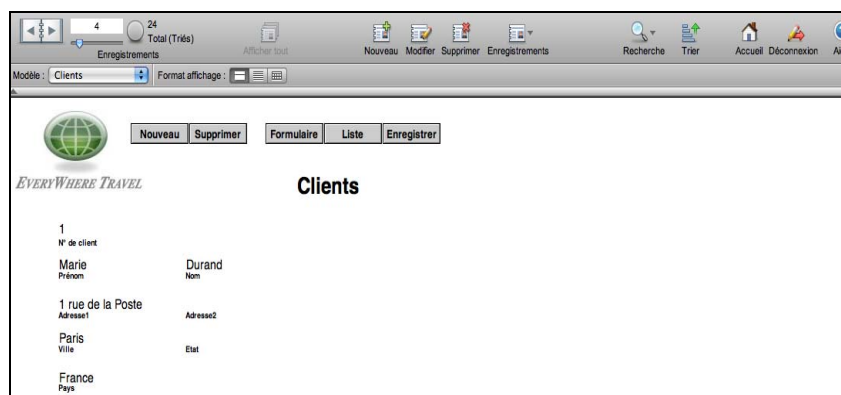 4
24
Total (Triés)
Enregistrements
Afficher tout
Nouveau Modifier Supprimer Enregistrements
Recherche Trier
Accueil Déconnexion
Modèle : Clients
Format affichage :
Nouveau Supprimer Formulaire Liste Enregistrer
EVERYWHERE TRAVEL
Clients
1
N° de client
Marie Durand
Prénom Nom
1 rue de la Poste
Adresse1 Adresse2
Paris
Ville Etat
France
Pays